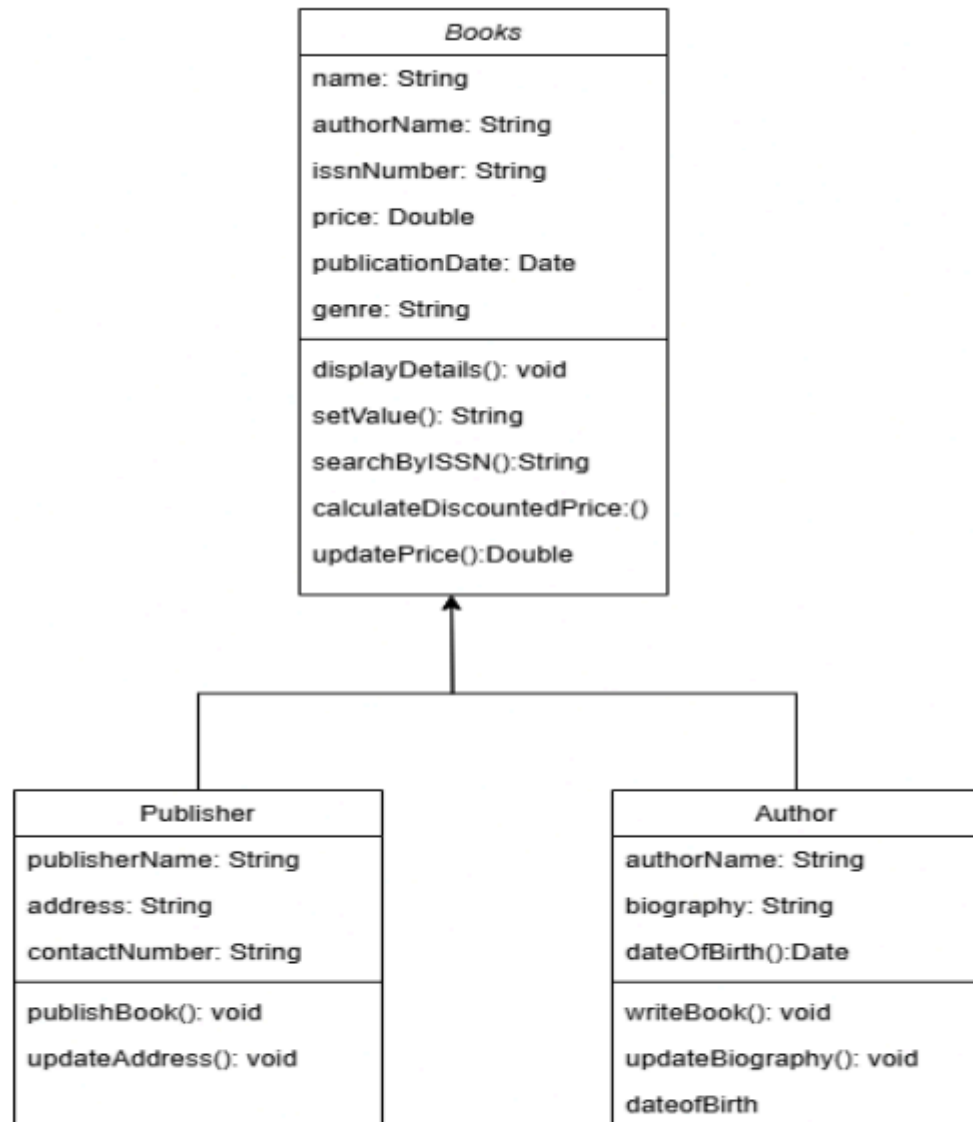 Books
name: String
authorName: String
issnNumber: String
price: Double
publicationDate: Date
genre: String
displayDetails(): void
setValue(): String
searchByISSN():String
calculateDiscountedPrice:()
updatePrice():Double
Publisher
publisherName: String
address: String
contactNumber: String
publishBook(): void
updateAddress(): void
Author
authorName: String
biography: String
dateOfBirth():Date
writeBook(): void
updateBiography(): void
dateofBirth